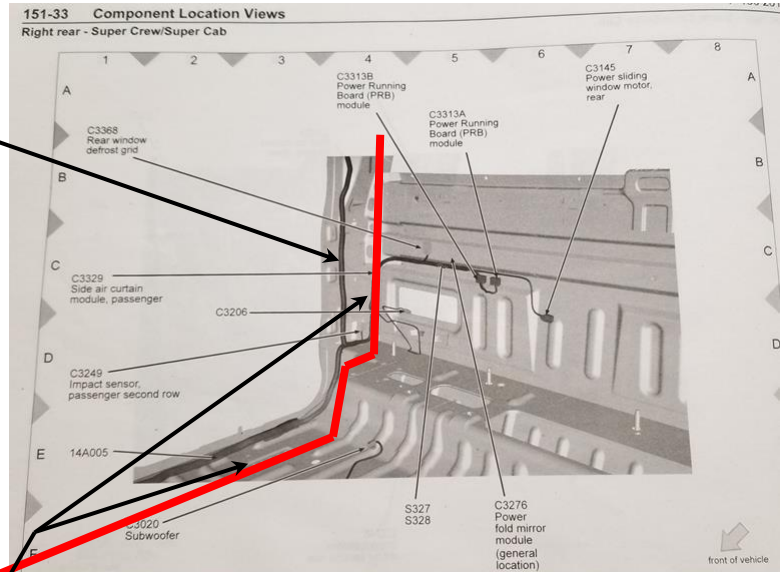 151-33 Component Location Views
Right rear - Super Crew/Super Cab
1 2 3 4 5 6 7 8
A
A
C3313B
Power Running
Board (PRB)
module
C3145
Power sliding
window motor,
rear
C3313A
Power Running
Board (PRB)
module
C3368
Rear window
defrost grid
B
B
C
C
C3329
Side air curtain
module, passenger
C3206
D
D
C3249
Impact sensor,
passenger second row
E
14A005
C3020
Subwoofer
S327
S328
C3276
Power
fold mirror
module
(general
location)
F
front of vehicle